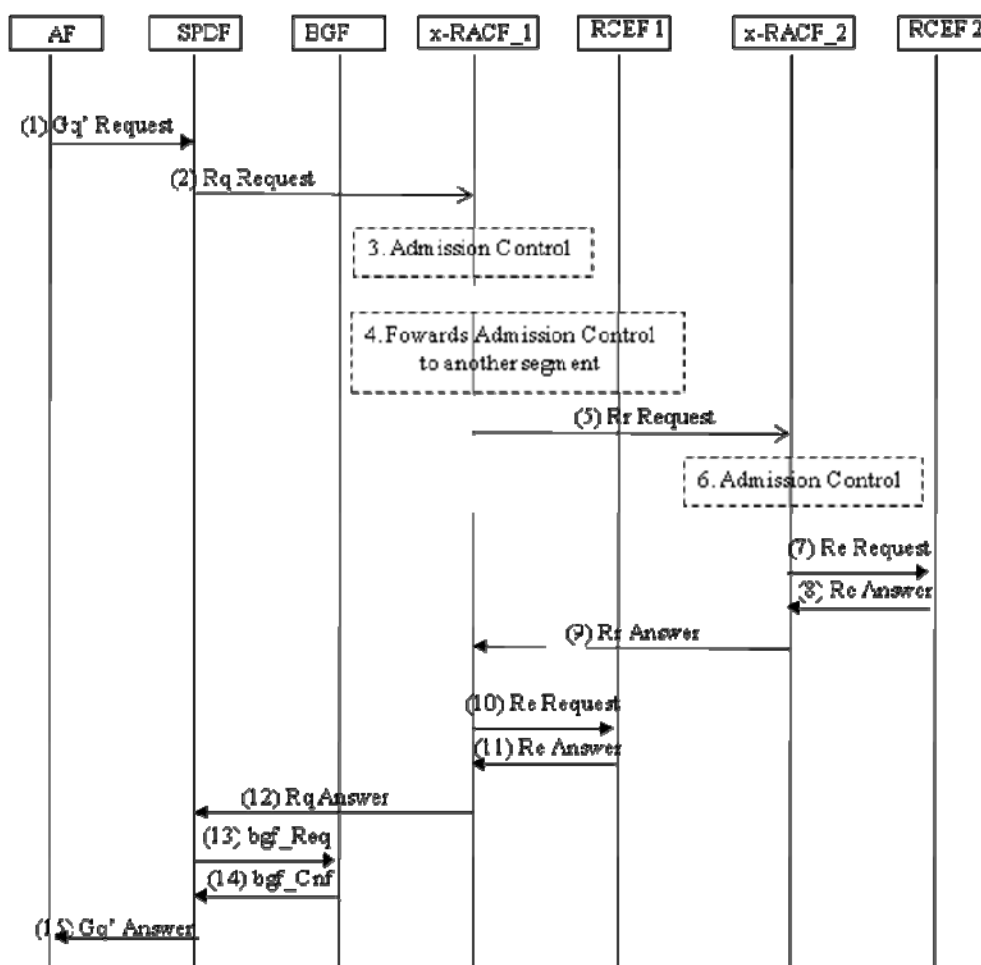 AF
SPDF
BGF
x-RACF_1
RCEF 1
x-RACF_2
RCEF 2
(1) Gq' Request
(2) Rq Request
3. Admission Control
4. Fowards Admission Control
to another segment
(5) Rr Request
6. Admission Control
(7) Re Request
(8) Re Answer
(9) Rr Answer
(10) Re Request
(11) Re Answer
(12) Rq Answer
(13) bgf_Req
(14) bgf_Cnf
(15) Gq' Answer